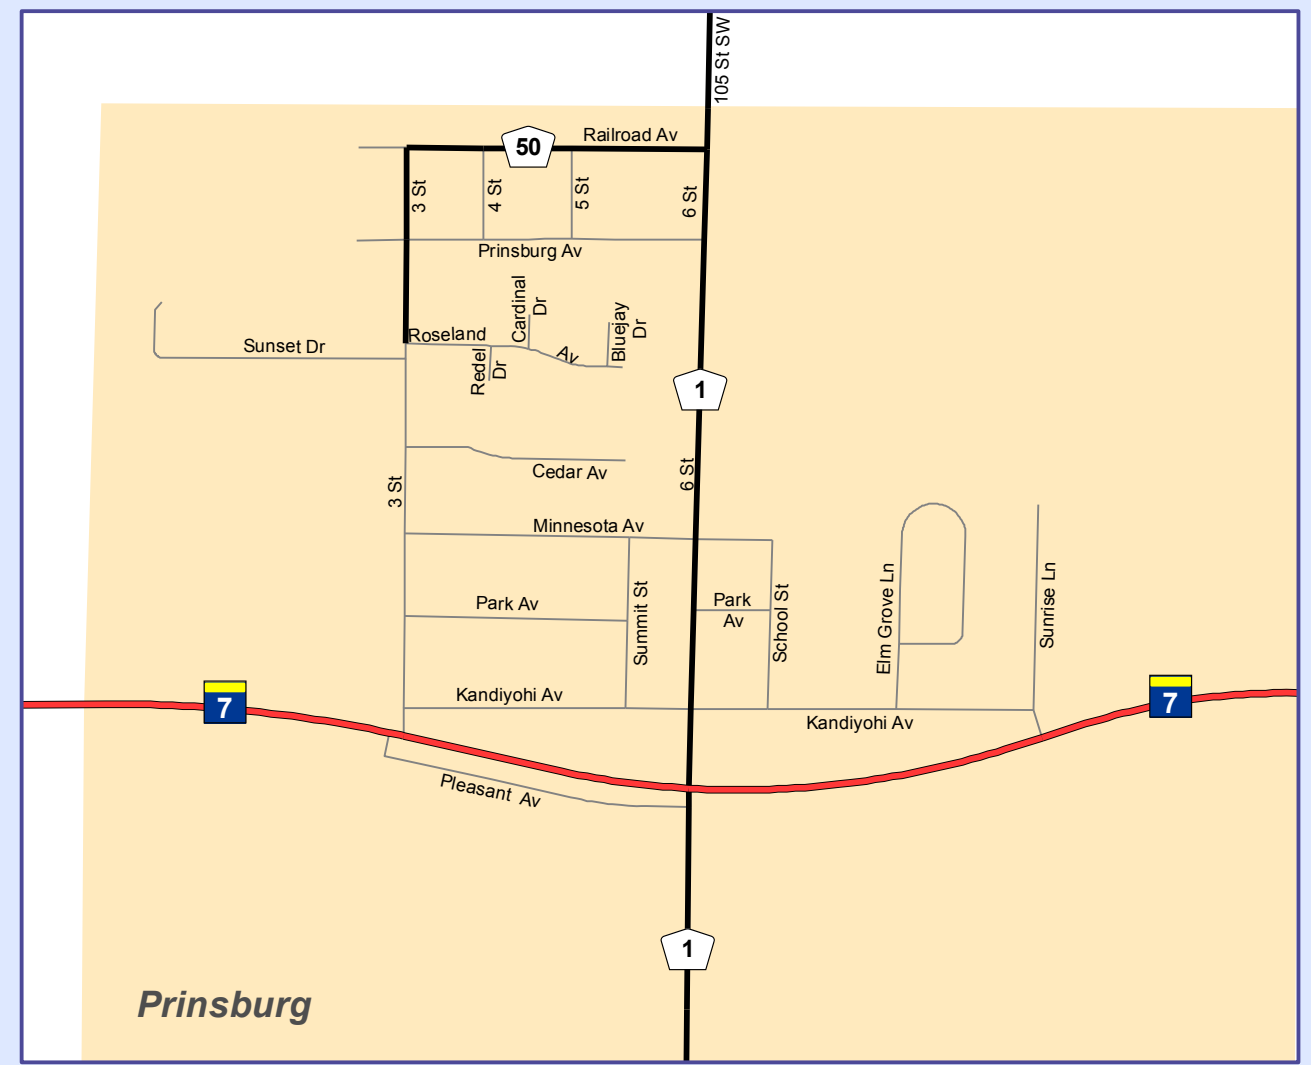 105 St SW
Railroad Av
50
3 St
4 St
5 St
6 St
Prinsburg Av
Cardinal
Dr
Bluejay
Dr
Roseland
Av
Sunset Dr
Redel
Dr
1
6 St
Cedar Av
3 St
Minnesota Av
Park Av
Summit St
Park
Av
School St
Elm Grove Ln
Sunrise Ln
Kandiyohi Av
7
7
Kandiyohi Av
Pleasant Av
1
Prinsburg